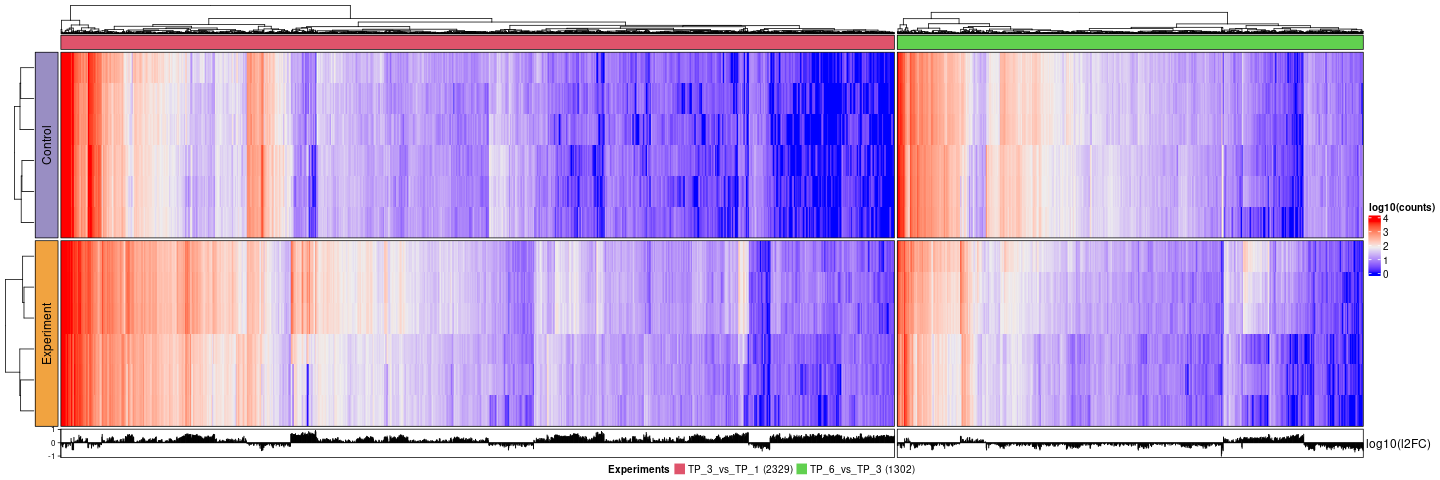 Control
Experiment
log10(counts)
4
3
2
1
0
1
0
-1
log10(l2FC)
Experiments TP_3_vs_TP_1 (2329) TP_6_vs_TP_3 (1302)